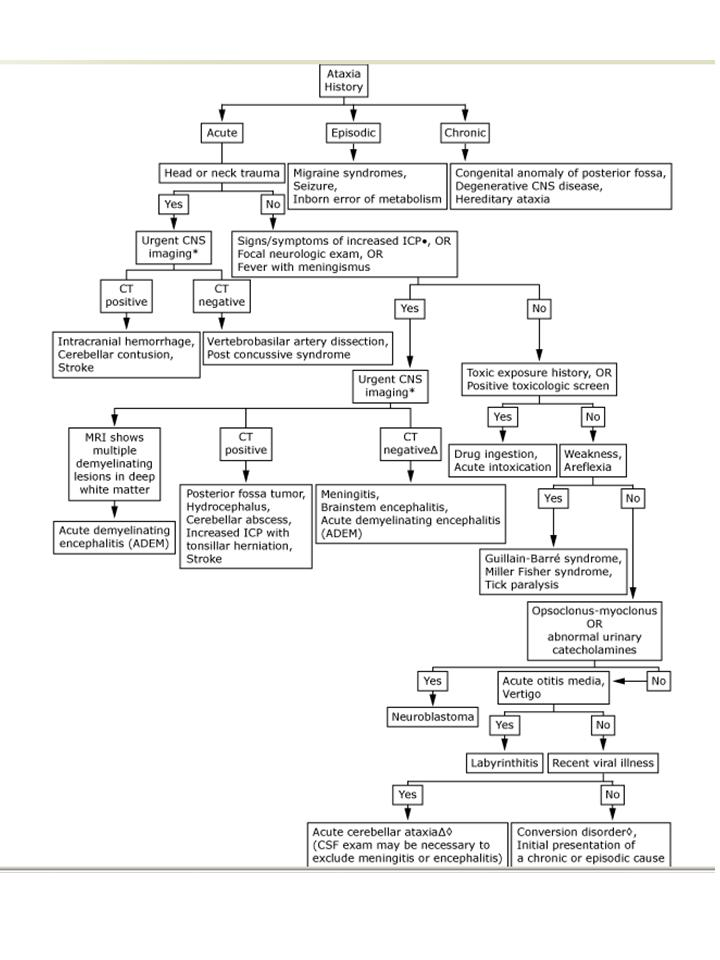 Ataxia
History
Acute
Episodic
Chronic
Head or neck trauma
Migraine syndromes,
Seizure,
Inborn error of metabolism
Congenital anomaly of posterior fossa,
Degenerative CNS disease,
Hereditary ataxia
Yes
No
Urgent CNS
imaging*
Signs/symptoms of increased ICP•, OR
Focal neurologic exam, OR
Fever with meningismus
CT
positive
CT
negative
Yes
No
Intracranial hemorrhage,
Cerebellar contusion,
Stroke
Vertebrobasilar artery dissection,
Post concussive syndrome
Urgent CNS
imaging*
Toxic exposure history, OR
Positive toxicologic screen
Yes
No
MRI shows
multiple
demyelinating
lesions in deep
white matter
CT
positive
CT
negativeΔ
Drug ingestion,
Acute intoxication
Weakness,
Areflexia
Acute demyelinating
encephalitis (ADEM)
Posterior fossa tumor,
Hydrocephalus,
Cerebellar abscess,
Increased ICP with
tonsillar herniation,
Stroke
Meningitis,
Brainstem encephalitis,
Acute demyelinating encephalitis
(ADEM)
Yes
No
Guillain-Barré syndrome,
Miller Fisher syndrome,
Tick paralysis
Opsoclonus-myoclonus
OR
abnormal urinary
catecholamines
Yes
Acute otitis media,
Vertigo
No
Neuroblastoma
Yes
No
Labyrinthitis
Recent viral illness
Yes
No
Acute cerebellar ataxiaΔ◊
(CSF exam may be necessary to
exclude meningitis or encephalitis)
Conversion disorder◊,
Initial presentation of
a chronic or episodic cause